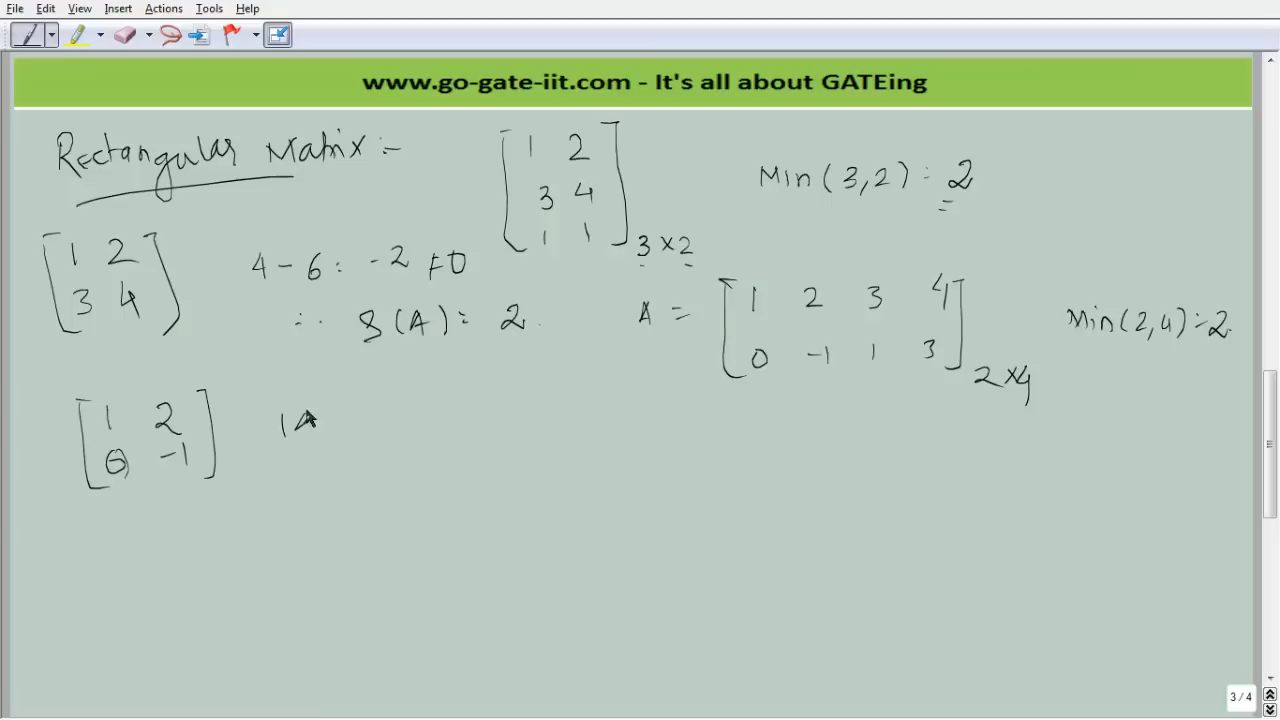 File Edit View Insert Actions Tools Help
www.go-gate-iit.com - It's all about GATEing
Rectangular Matrix :-
1 2
3 4
1 1
3 × 2
Min(3,2) = 2
1 2
3 4
4 - 6 = -2 ≠ 0
∴ ρ(A) = 2.
A =
1 2 3 4
0 -1 1 3
2 × 4
Min(2,4) = 2
1 2
0 -1
3 / 4